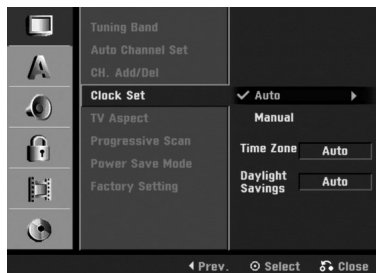 Tuning Band
Auto Channel Set
CH. Add/Del
Clock Set
TV Aspect
Progressive Scan
Power Save Mode
Factory Setting
✓ Auto
Manual
Time Zone Auto
Daylight Savings Auto
Prev. Select Close